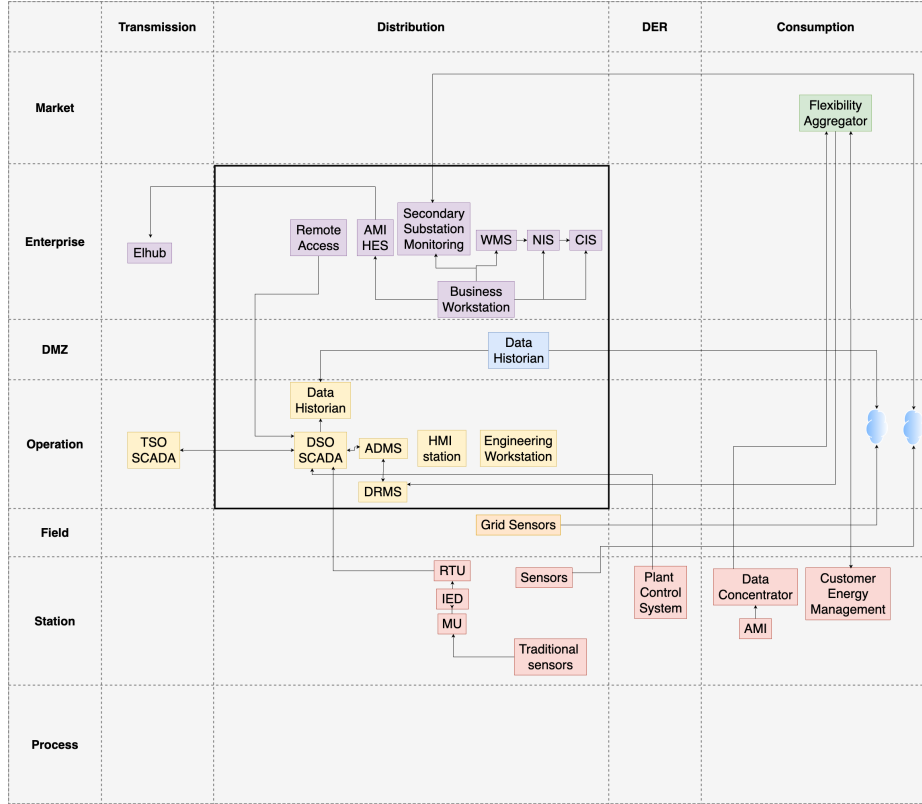 Transmission
Distribution
DER
Consumption
Market
Flexibility
Aggregator
Enterprise
Elhub
Remote
Access
AMI
HES
Secondary
Substation
Monitoring
WMS
NIS
CIS
Business
Workstation
DMZ
Data
Historian
Operation
Data
Historian
TSO
SCADA
DSO
SCADA
ADMS
HMI
station
Engineering
Workstation
DRMS
Field
Grid Sensors
Station
RTU
IED
MU
Sensors
Traditional
sensors
Plant
Control
System
Data
Concentrator
AMI
Customer
Energy
Management
Process